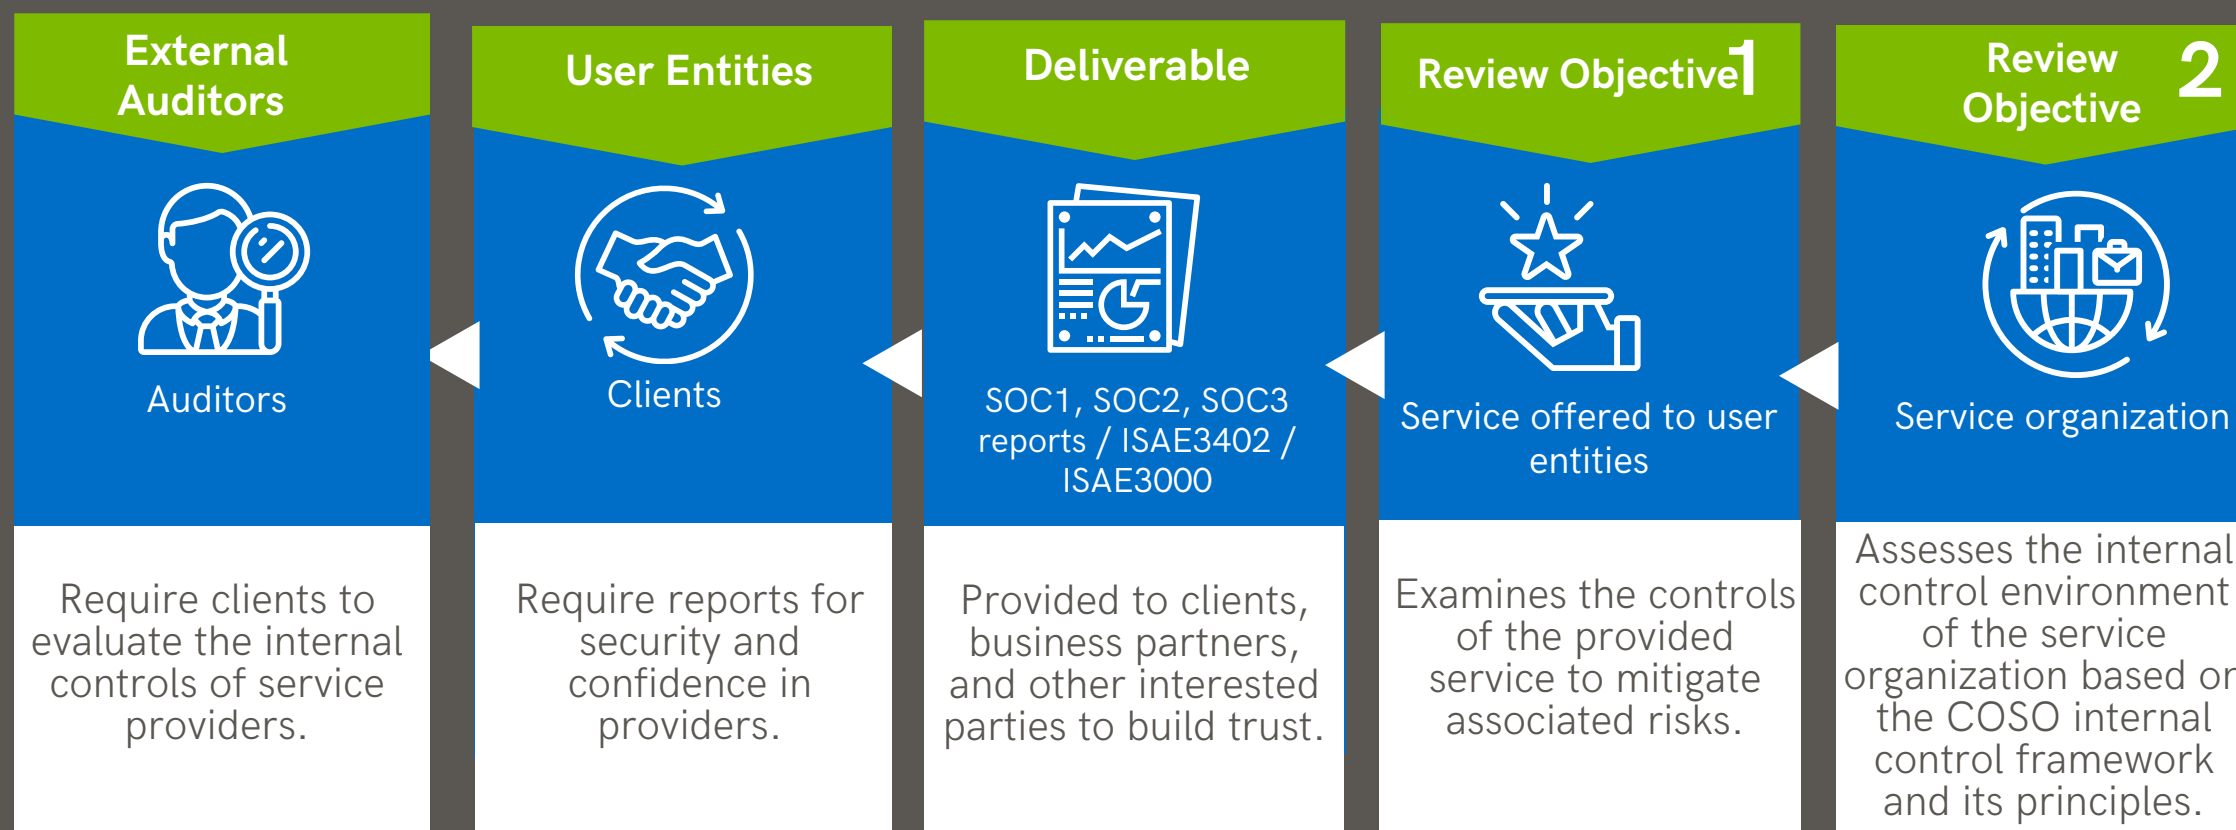 External
Auditors
Auditors
Require clients to
evaluate the internal
controls of service
providers.
User Entities
Clients
Require reports for
security and
confidence in
providers.
Deliverable
SOC1, SOC2, SOC3
reports / ISAE3402 /
ISAE3000
Provided to clients,
business partners,
and other interested
parties to build trust.
Review Objective 1
Service offered to user
entities
Examines the controls
of the provided
service to mitigate
associated risks.
Review
Objective 2
Service organization
Assesses the internal
control environment
of the service
organization based on
the COSO internal
control framework
and its principles.